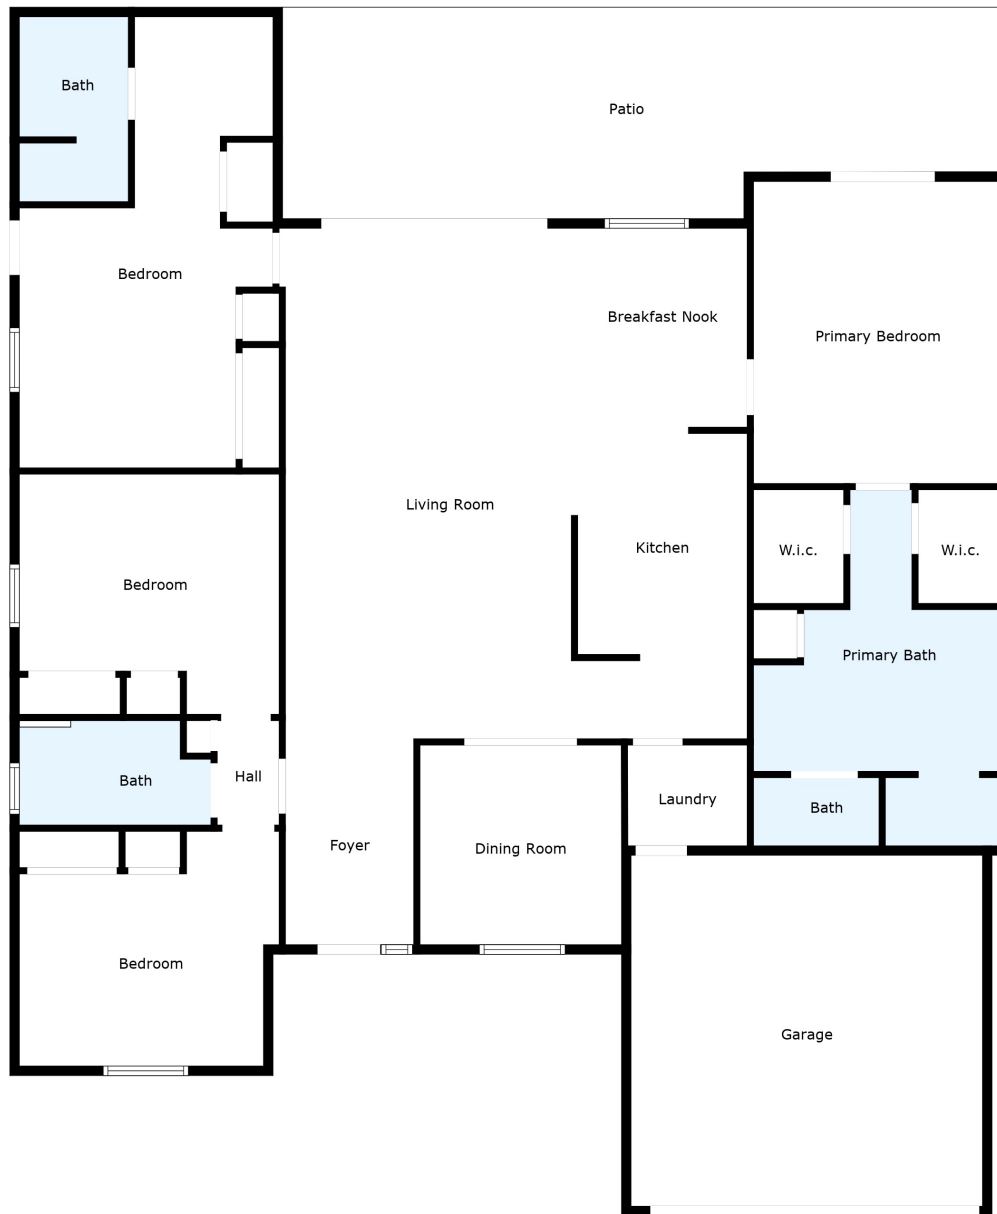 Bath
Patio
Bedroom
Breakfast Nook
Primary Bedroom
Living Room
Kitchen
W.i.c.
W.i.c.
Bedroom
Primary Bath
Hall
Bath
Laundry
Bath
Foyer
Dining Room
Bedroom
Garage